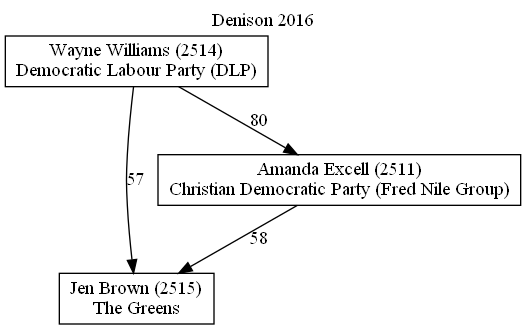 Denison 2016
Wayne Williams (2514)
Democratic Labour Party (DLP)
80
Amanda Excell (2511)
Christian Democratic Party (Fred Nile Group)
57
58
Jen Brown (2515)
The Greens